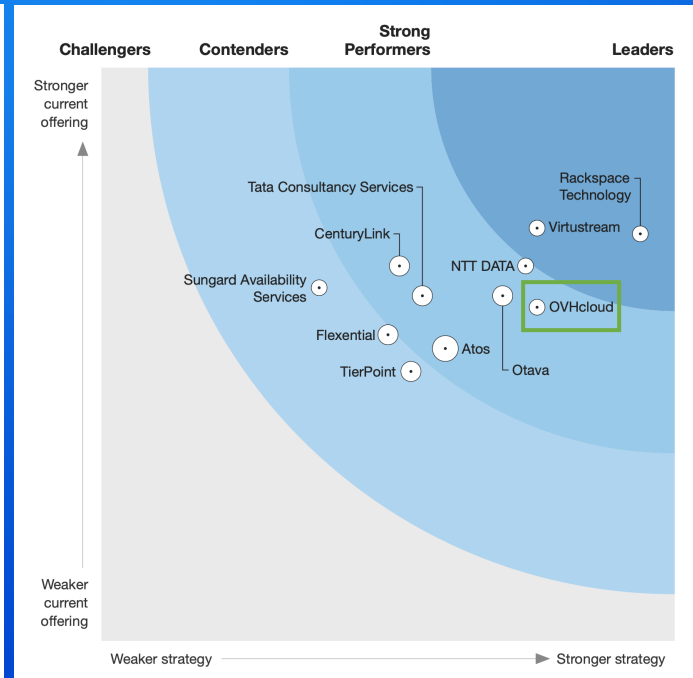 Challengers
Contenders
Strong
Performers
Leaders
Stronger
current
offering
Rackspace
Technology
Tata Consultancy Services
Virtustream
CenturyLink
NTT DATA
Sungard Availability
Services
OVHcloud
Flexential
Atos
TierPoint
Otava
Weaker
current
offering
Weaker strategy
Stronger strategy